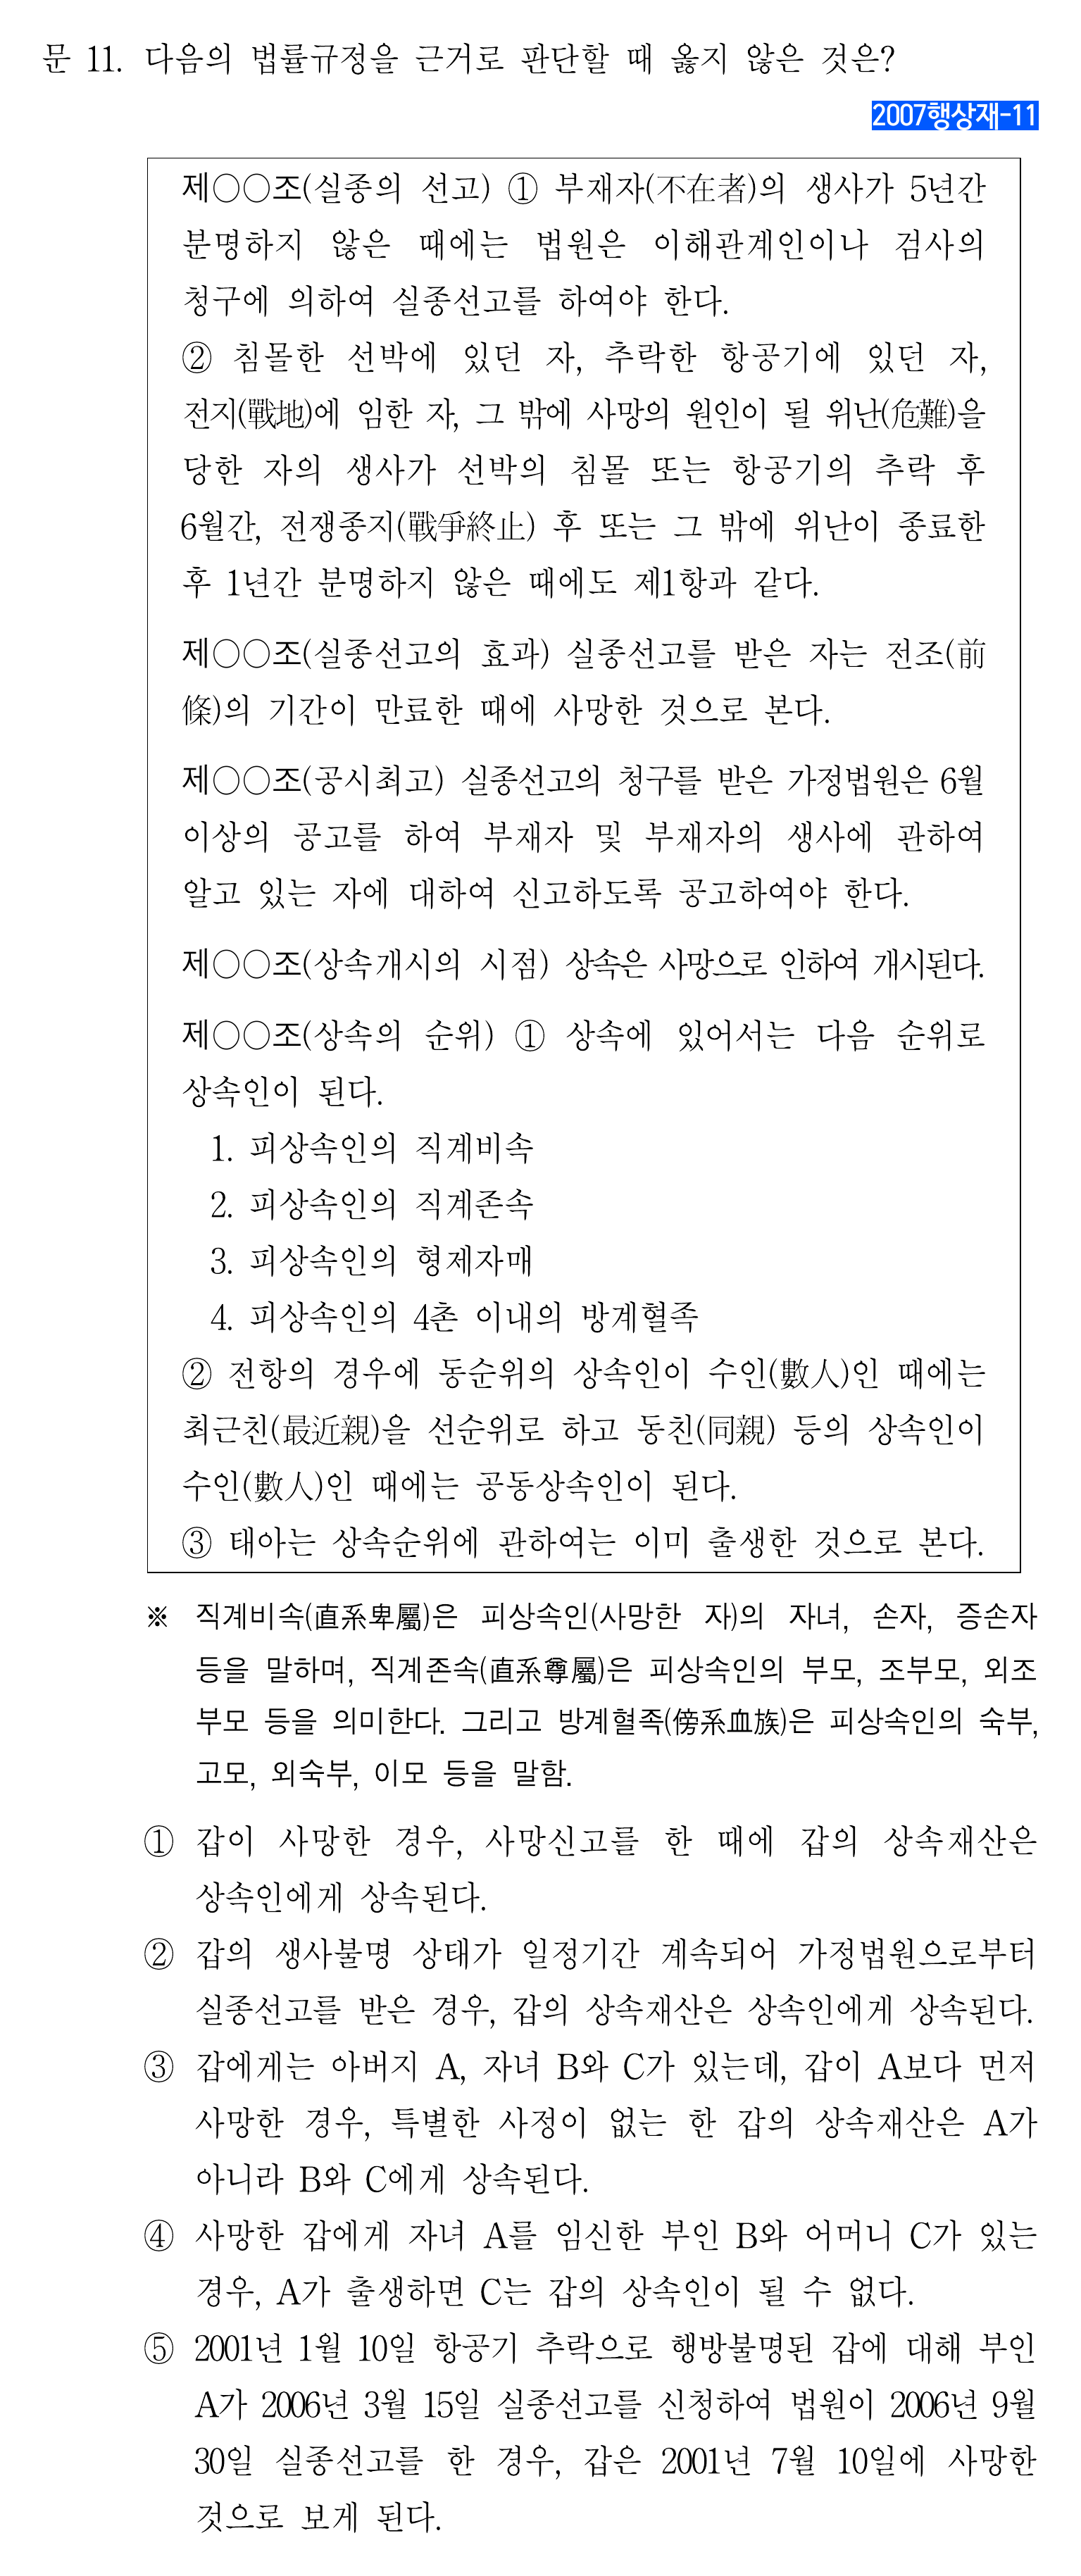 문 11. 다음의 법률규정을 근거로 판단할 때 옳지 않은 것은?
2007행상재-11
제○○조(실종의 선고) ① 부재자(不在者)의 생사가 5년간
분명하지 않은 때에는 법원은 이해관계인이나 검사의
청구에 의하여 실종선고를 하여야 한다.
② 침몰한 선박에 있던 자, 추락한 항공기에 있던 자,
전지(戰地)에 임한 자, 그 밖에 사망의 원인이 될 위난(危難)을
당한 자의 생사가 선박의 침몰 또는 항공기의 추락 후
6월간, 전쟁종지(戰爭終止) 후 또는 그 밖에 위난이 종료한
후 1년간 분명하지 않은 때에도 제1항과 같다.
제○○조(실종선고의 효과) 실종선고를 받은 자는 전조(前
條)의 기간이 만료한 때에 사망한 것으로 본다.
제○○조(공시최고) 실종선고의 청구를 받은 가정법원은 6월
이상의 공고를 하여 부재자 및 부재자의 생사에 관하여
알고 있는 자에 대하여 신고하도록 공고하여야 한다.
제○○조(상속개시의 시점) 상속은 사망으로 인하여 개시된다.
제○○조(상속의 순위) ① 상속에 있어서는 다음 순위로
상속인이 된다.
1. 피상속인의 직계비속
2. 피상속인의 직계존속
3. 피상속인의 형제자매
4. 피상속인의 4촌 이내의 방계혈족
② 전항의 경우에 동순위의 상속인이 수인(數人)인 때에는
최근친(最近親)을 선순위로 하고 동친(同親) 등의 상속인이
수인(數人)인 때에는 공동상속인이 된다.
③ 태아는 상속순위에 관하여는 이미 출생한 것으로 본다.
※ 직계비속(直系卑屬)은 피상속인(사망한 자)의 자녀, 손자, 증손자
등을 말하며, 직계존속(直系尊屬)은 피상속인의 부모, 조부모, 외조
부모 등을 의미한다. 그리고 방계혈족(傍系血族)은 피상속인의 숙부,
고모, 외숙부, 이모 등을 말함.
① 갑이 사망한 경우, 사망신고를 한 때에 갑의 상속재산은
상속인에게 상속된다.
② 갑의 생사불명 상태가 일정기간 계속되어 가정법원으로부터
실종선고를 받은 경우, 갑의 상속재산은 상속인에게 상속된다.
③ 갑에게는 아버지 A, 자녀 B와 C가 있는데, 갑이 A보다 먼저
사망한 경우, 특별한 사정이 없는 한 갑의 상속재산은 A가
아니라 B와 C에게 상속된다.
④ 사망한 갑에게 자녀 A를 임신한 부인 B와 어머니 C가 있는
경우, A가 출생하면 C는 갑의 상속인이 될 수 없다.
⑤ 2001년 1월 10일 항공기 추락으로 행방불명된 갑에 대해 부인
A가 2006년 3월 15일 실종선고를 신청하여 법원이 2006년 9월
30일 실종선고를 한 경우, 갑은 2001년 7월 10일에 사망한
것으로 보게 된다.